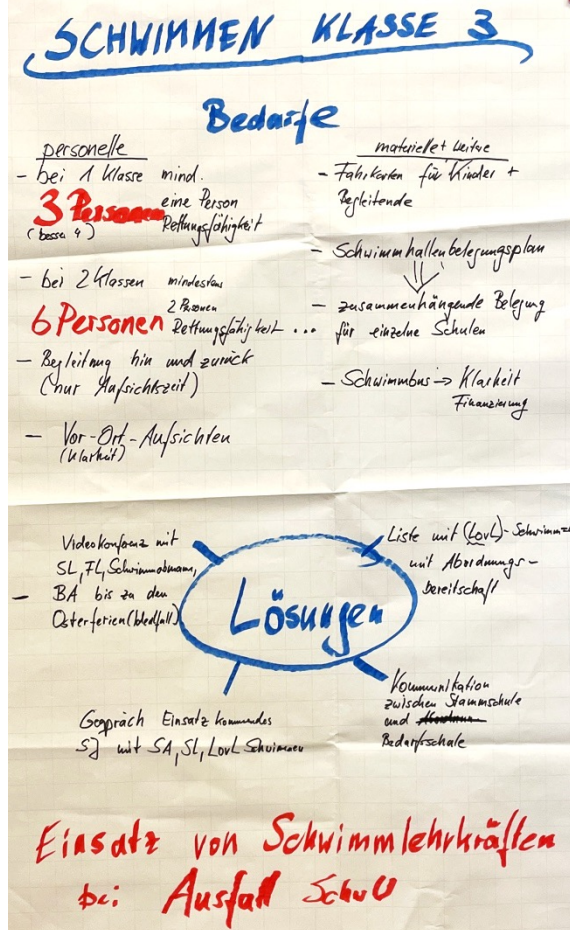 SCHWIMMEN KLASSE 3
Bedarfe
personelle
- bei 1 Klasse mind.
3 Personen eine Person
(besser 4) Rettungsfähigkeit
- bei 2 Klassen mindestens
6 Personen 2 Personen
Rettungsfähigkeit ...
- Begleitung hin und zurück
(nur Aufsichtszeit)
- Vor-Ort-Aufsichten
(Klarheit)
materielle + weitere
- Fahrkarten für Kinder +
Begleitende
- Schwimmhallenbelegungsplan
- zusammenhängende Belegung
für einzelne Schulen
- Schwimmbus → Klarheit
Finanzierung
Lösungen
Videokonferenz mit
SL, FL, Schwimmobmann,
- BA bis zu den
Osterferien (Bedarf)
Liste mit (LovL)-Schwimm
mit Abordnungs-
bereitschaft
Gespräch Einsatz kommendes
SJ mit SA, SL, LovL Schwimmen
Kommunikation
zwischen Stammschule
und
Bedarfsschule
Einsatz von Schwimmlehrkräften
bei Ausfall Schw